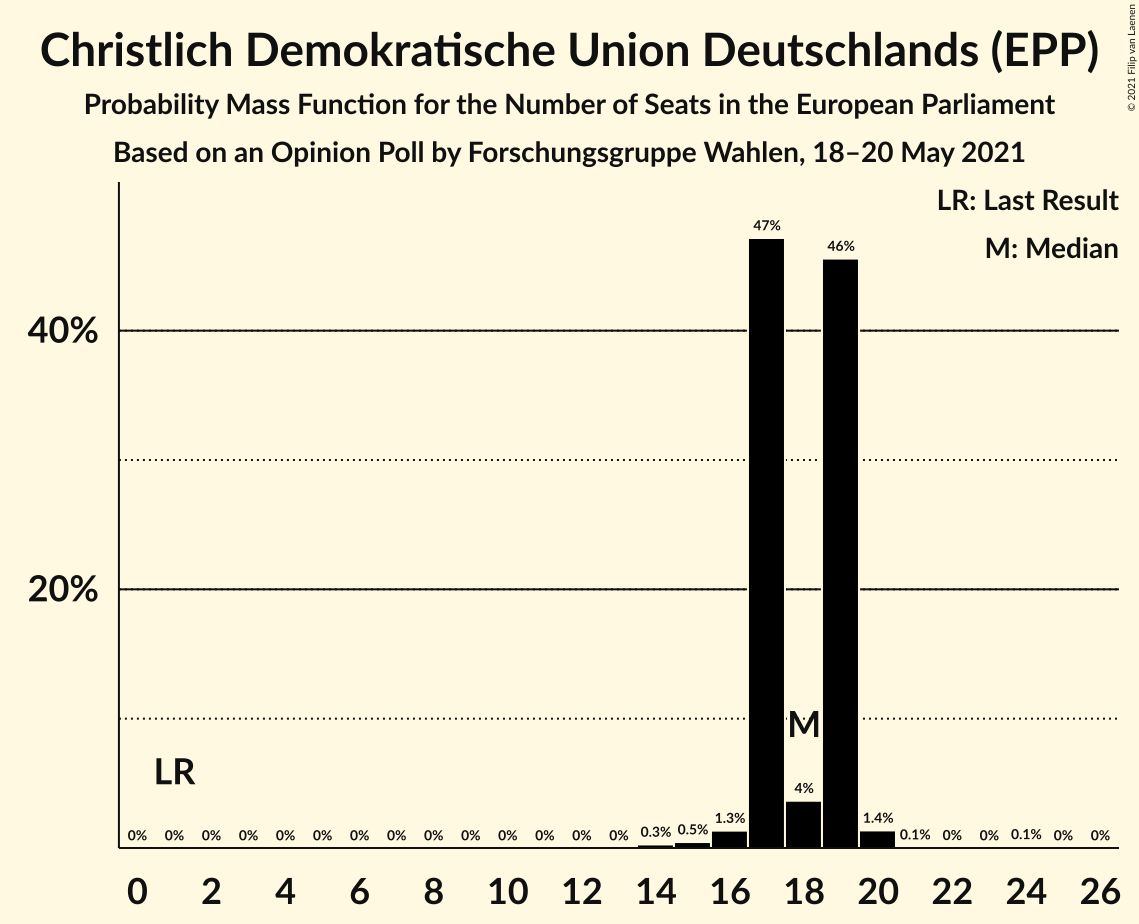 Christlich Demokratische Union Deutschlands (EPP)
Probability Mass Function for the Number of Seats in the European Parliament
Based on an Opinion Poll by Forschungsgruppe Wahlen, 18–20 May 2021
© 2021 Filip van Laenen
LR: Last Result
M: Median
47%
46%
40%
20%
M
LR
0% 0% 0% 0% 0% 0% 0% 0% 0% 0% 0% 0% 0% 0% 0.3% 0.5% 1.3% 4% 1.4% 0.1% 0% 0% 0.1% 0% 0%
0 2 4 6 8 10 12 14 16 18 20 22 24 26